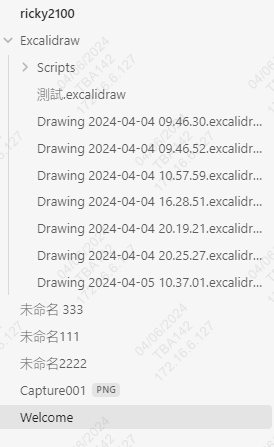 ricky2100
Excalidraw
Scripts
測試.excalidraw
Drawing 2024-04-04 09.46.30.excalidr...
Drawing 2024-04-04 09.46.52.excalidr...
Drawing 2024-04-04 10.57.59.excalidr...
Drawing 2024-04-04 16.28.51.excalidr...
Drawing 2024-04-04 20.19.21.excalidr...
Drawing 2024-04-04 20.25.27.excalidr...
Drawing 2024-04-05 10.37.01.excalidr...
未命名 333
未命名111
未命名2222
Capture001 PNG
Welcome
04/06/2024
TBA142
172.16.6.127